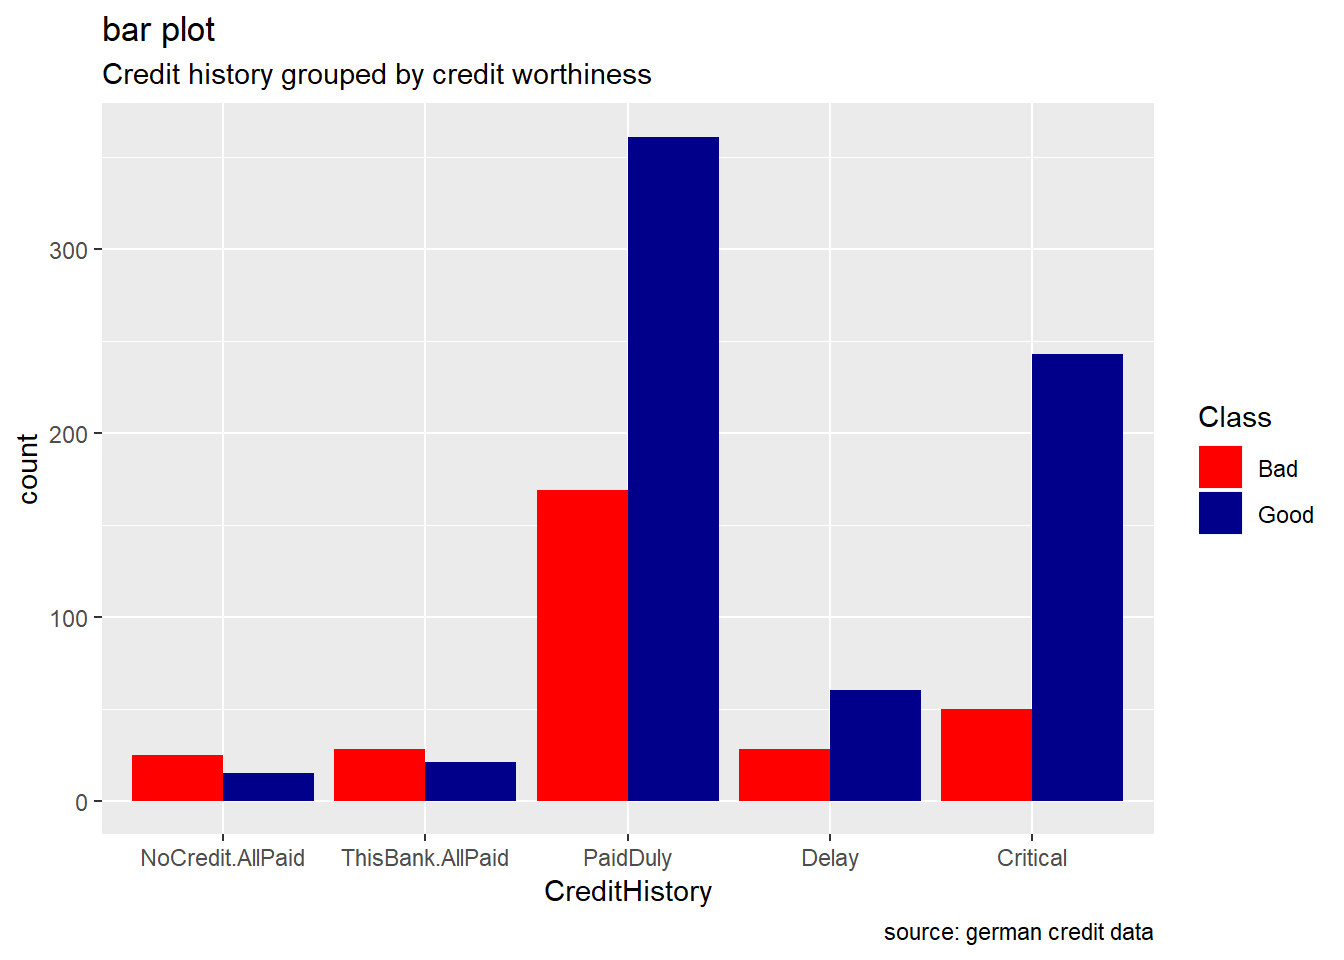 bar plot
Credit history grouped by credit worthiness
count
300
200
100
0
NoCredit.AllPaid ThisBank.AllPaid PaidDuly Delay Critical
CreditHistory
Class
Bad
Good
source: german credit data